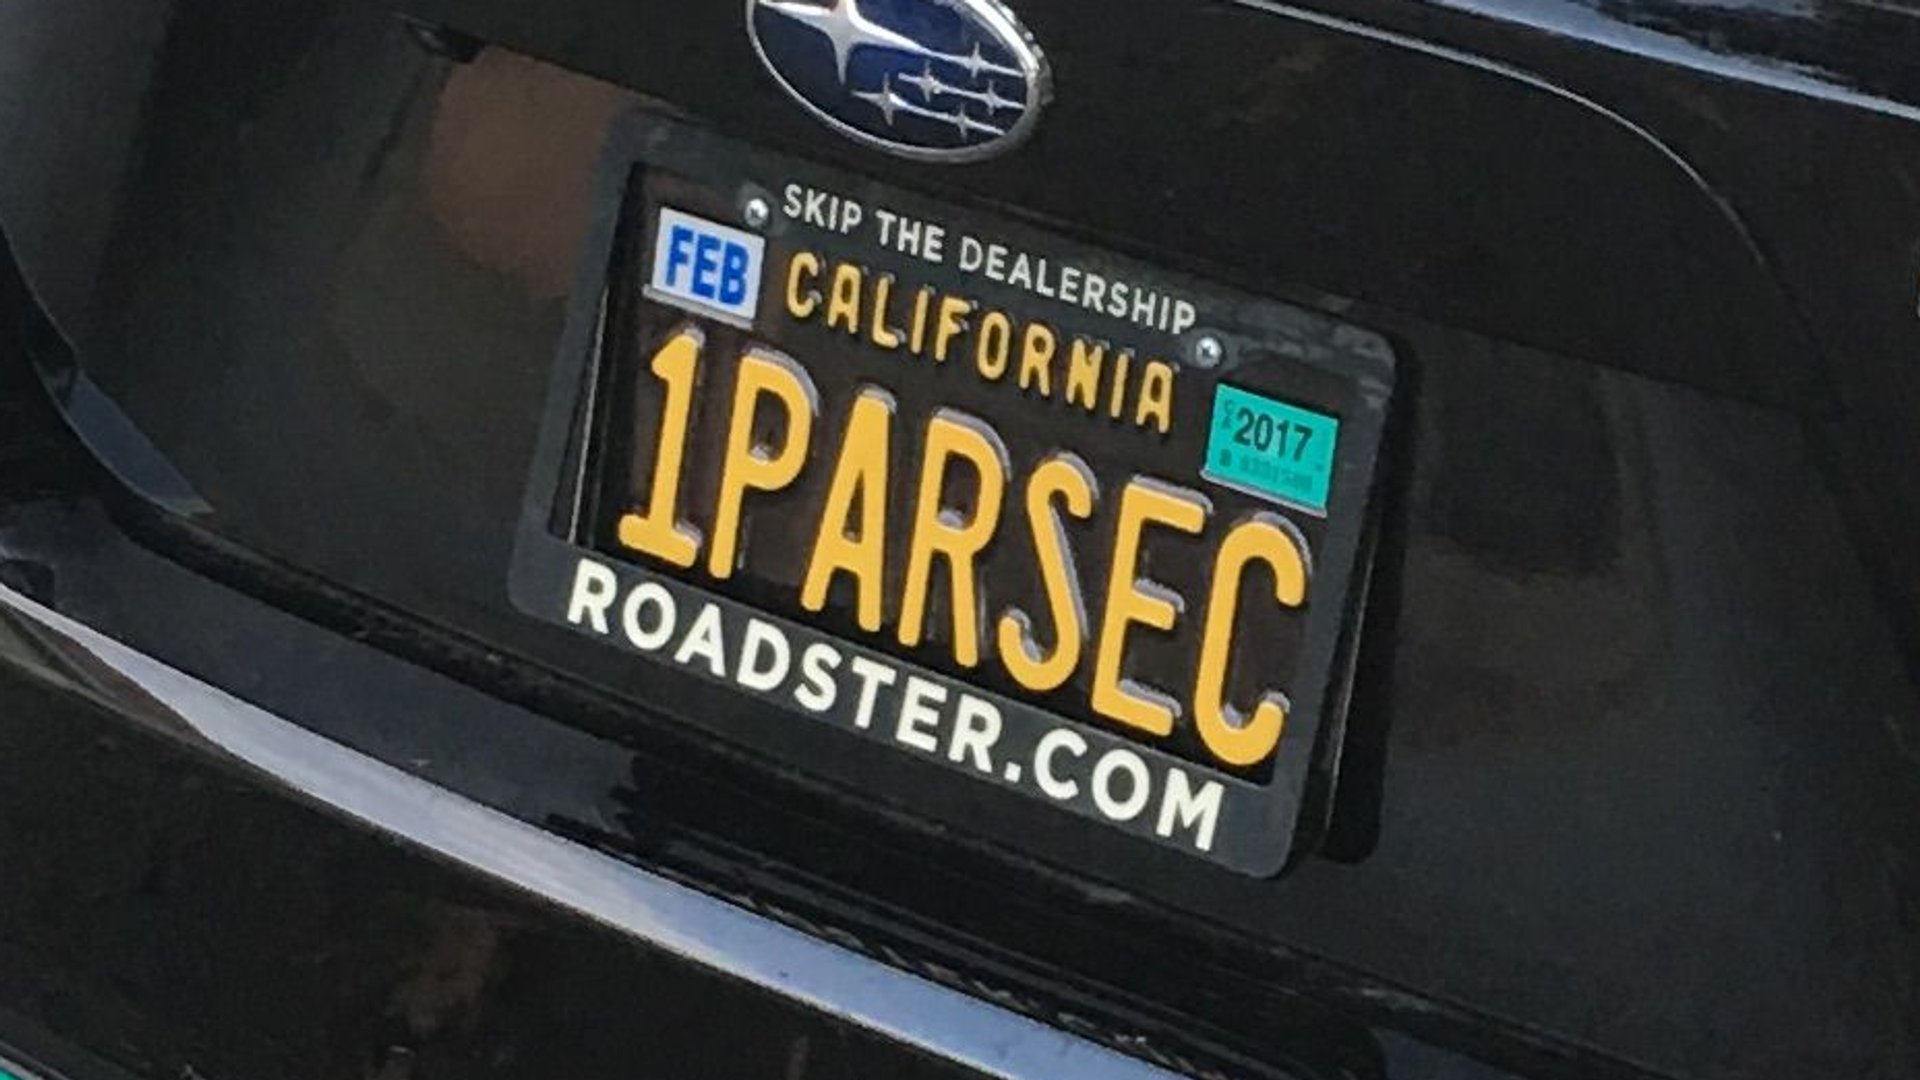 SKIP THE DEALERSHIP
FEB
CALIFORNIA
2017
1PARSEC
ROADSTER.COM